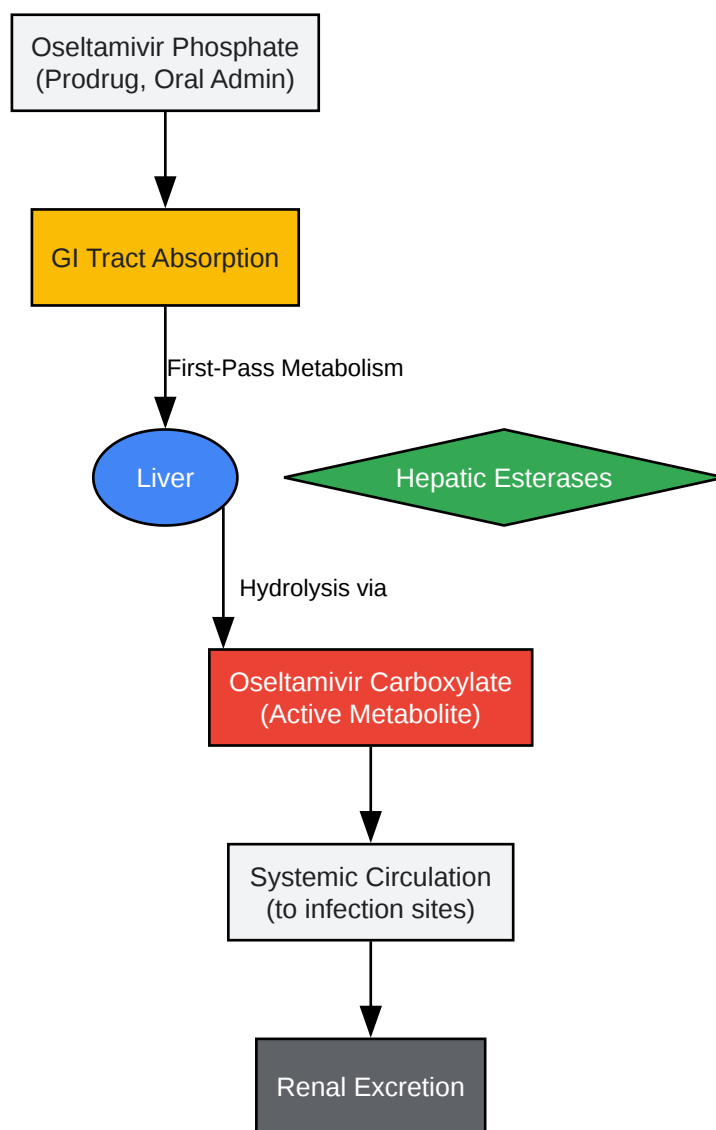 Oseltamivir Phosphate
(Prodrug, Oral Admin)
GI Tract Absorption
First-Pass Metabolism
Liver
Hepatic Esterases
Hydrolysis via
Oseltamivir Carboxylate
(Active Metabolite)
Systemic Circulation
(to infection sites)
Renal Excretion